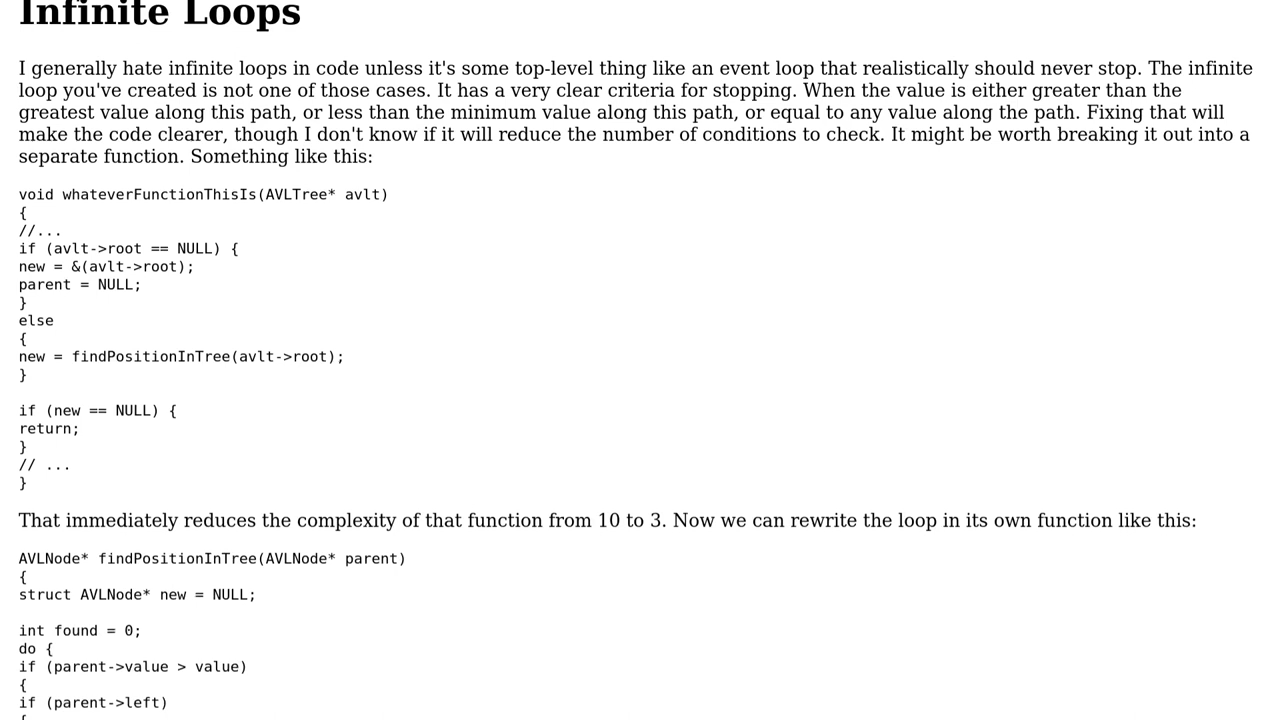 Infinite Loops
I generally hate infinite loops in code unless it's some top-level thing like an event loop that realistically should never stop. The infinite
loop you've created is not one of those cases. It has a very clear criteria for stopping. When the value is either greater than the
greatest value along this path, or less than the minimum value along this path, or equal to any value along the path. Fixing that will
make the code clearer, though I don't know if it will reduce the number of conditions to check. It might be worth breaking it out into a
separate function. Something like this:
void whateverFunctionThisIs(AVLTree* avlt)
{
//...
if (avlt->root == NULL) {
new = &(avlt->root);
parent = NULL;
}
else
{
new = findPositionInTree(avlt->root);
}
if (new == NULL) {
return;
}
// ...
}
That immediately reduces the complexity of that function from 10 to 3. Now we can rewrite the loop in its own function like this:
AVLNode* findPositionInTree(AVLNode* parent)
{
struct AVLNode* new = NULL;
int found = 0;
do {
if (parent->value > value)
{
if (parent->left)
{